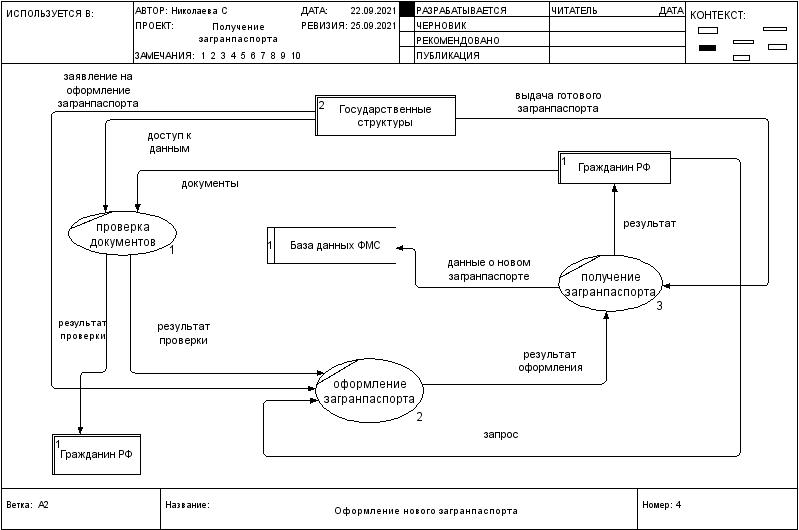 ИСПОЛЬЗУЕТСЯ В:
АВТОР: Николаева С
ДАТА: 22.09.2021
РАЗРАБАТЫВАЕТСЯ
ЧИТАТЕЛЬ
ДАТА
КОНТЕКСТ:
ПРОЕКТ: Получение
загранпаспорта
РЕВИЗИЯ: 25.09.2021
ЧЕРНОВИК
РЕКОМЕНДОВАНО
ЗАМЕЧАНИЯ: 1 2 3 4 5 6 7 8 9 10
ПУБЛИКАЦИЯ
заявление на
оформление
загранпаспорта
2
Государственные
структуры
выдача готового
загранпаспорта
доступ к
данным
1
Гражданин РФ
документы
проверка
документов
1
результат
1
База данных ФМС
данные о новом
загранпаспорте
получение
загранпаспорта
3
результат
проверки
результат
проверки
результат
оформления
оформление
загранпаспорта
2
запрос
1
Гражданин РФ
Ветка: A2
Название:
Оформление нового загранпаспорта
Номер: 4